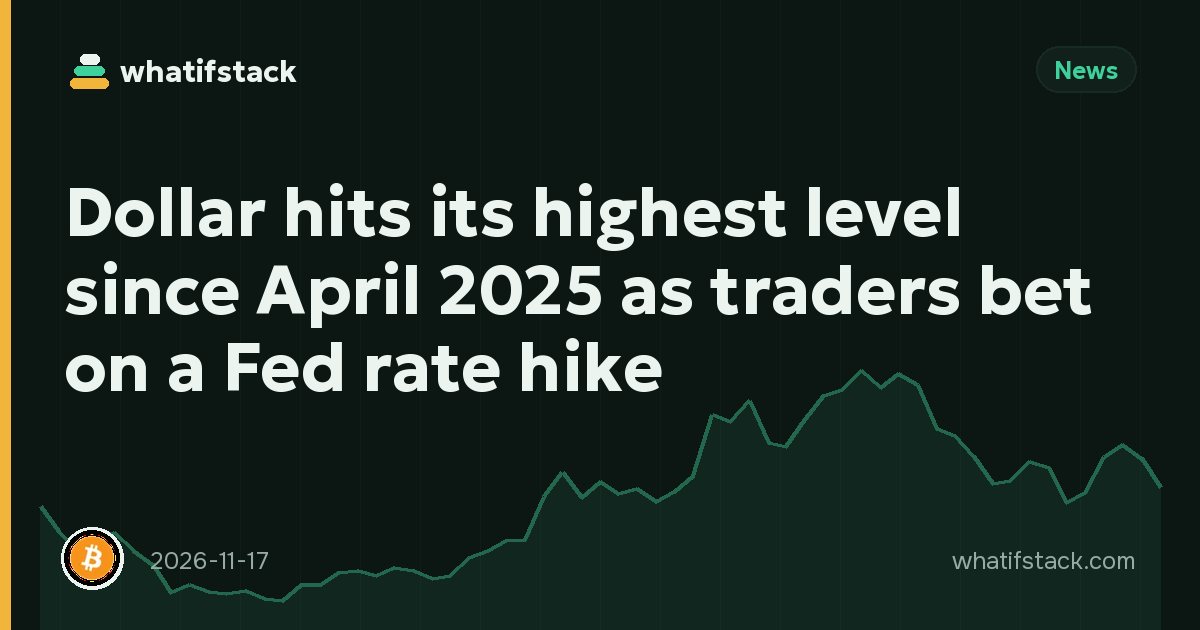 whatifstack
News
Dollar hits its highest level
since April 2025 as traders bet
on a Fed rate hike
2026-11-17
whatifstack.com